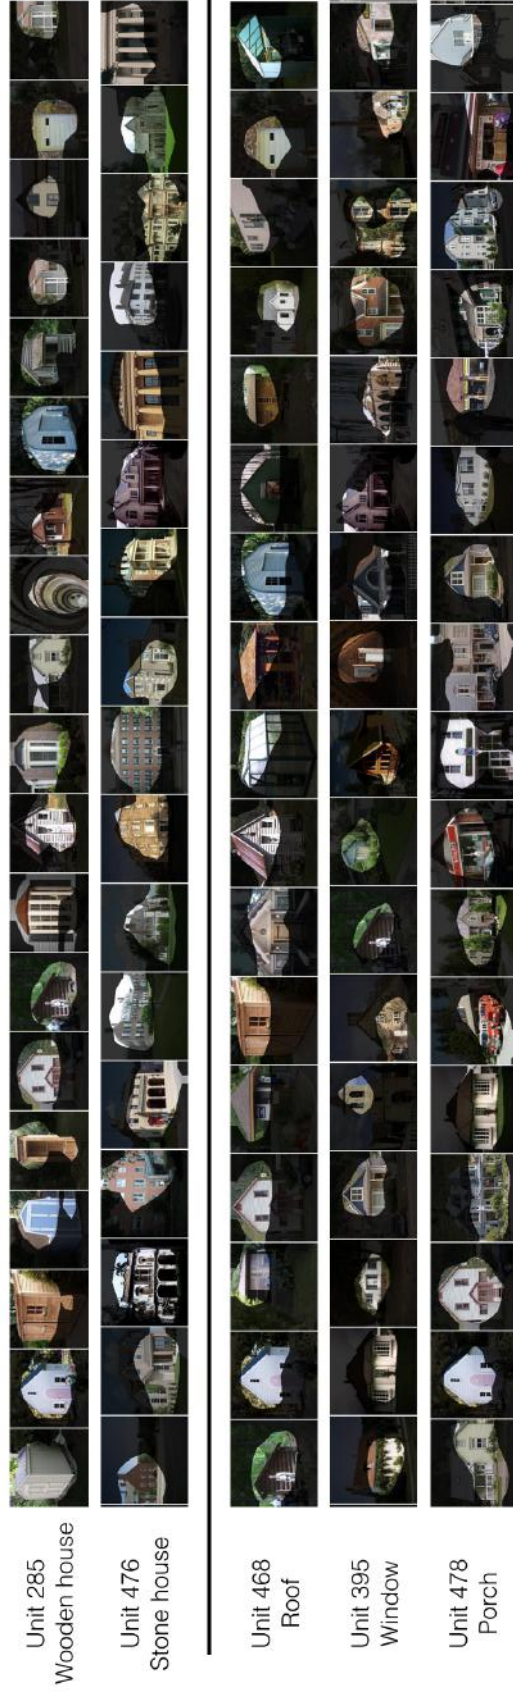 Unit 285
Wooden house
Unit 476
Stone house
Unit 468
Roof
Unit 395
Window
Unit 478
Porch